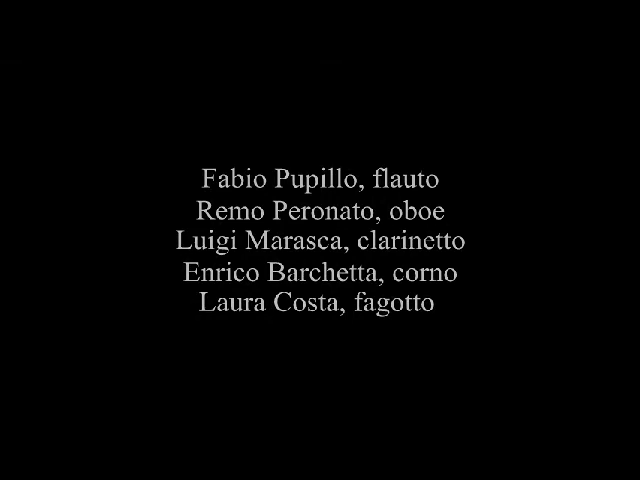 Fabio Pupillo, flauto
Remo Peronato, oboe
Luigi Marasca, clarinetto
Enrico Barchetta, corno
Laura Costa, fagotto